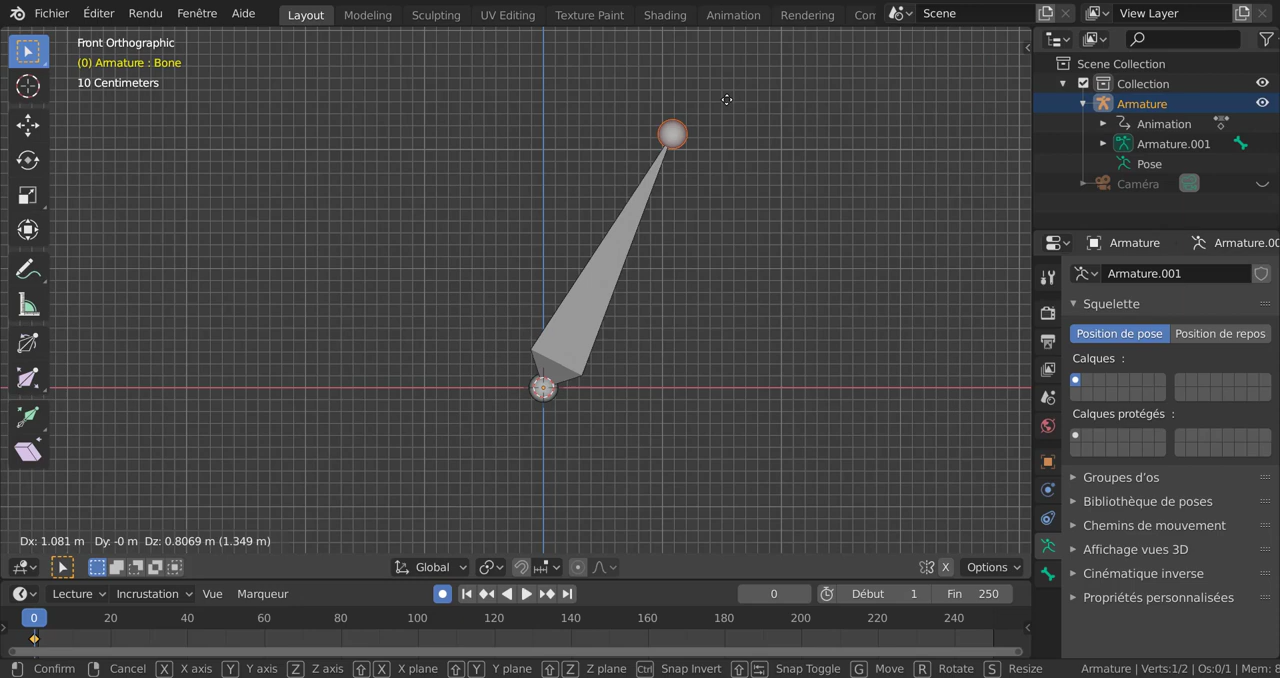 Fichier Éditer Rendu Fenêtre Aide Layout Modeling Sculpting UV Editing Texture Paint Shading Animation Rendering Com Scene View Layer
Front Orthographic
(0) Armature : Bone
10 Centimeters
Scene Collection
Collection
Armature
Animation
Armature.001
Pose
Caméra
Armature Armature.00
Armature.001
Squelette
Position de pose Position de repos
Calques :
Calques protégés :
Groupes d'os
Bibliothèque de poses
Chemins de mouvement
Affichage vues 3D
Cinématique inverse
Propriétés personnalisées
Dx: 1.081 m Dy: -0 m Dz: 0.8069 m (1.349 m)
Global X Options
Lecture Incrustation Vue Marqueur 0 Début 1 Fin 250
0 20 40 60 80 100 120 140 160 180 200 220 240
Confirm Cancel X X axis Y Y axis Z Z axis X X plane Y Y plane Z Z plane Ctrl Snap Invert Snap Toggle G Move R Rotate S Resize Armature | Verts:1/2 | Os:0/1 | Mem: 8